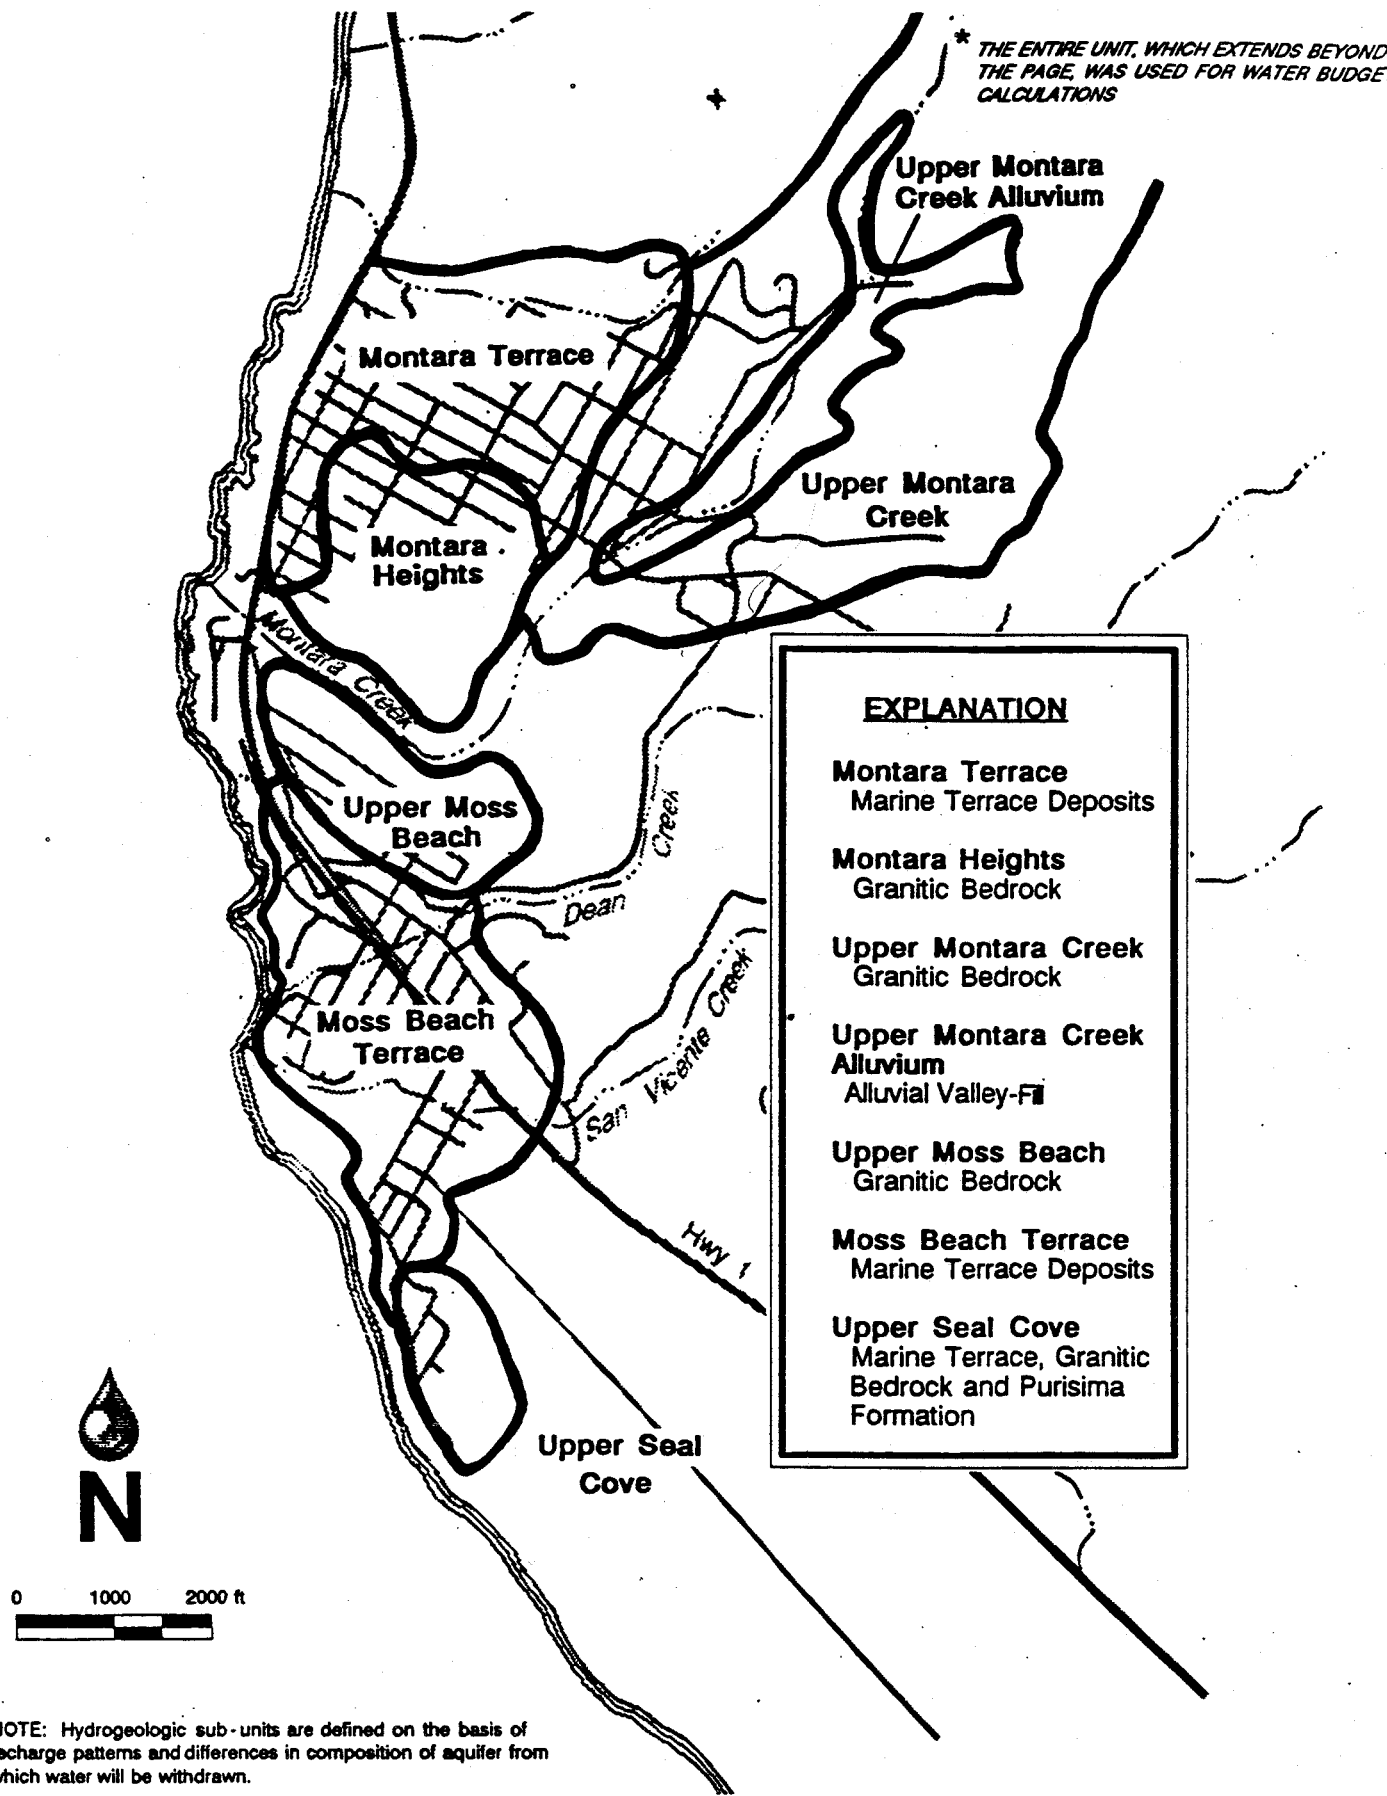 * THE ENTIRE UNIT, WHICH EXTENDS BEYOND
THE PAGE, WAS USED FOR WATER BUDGE
CALCULATIONS
Upper Montara
Creek Alluvium
Montara Terrace
Upper Montara
Creek
Montara
Heights
Montara Creek
Upper Moss
Beach
Creek
Dean
Moss Beach
Terrace
San Vicente Creek
Hwy 1
Upper Seal
Cove
EXPLANATION
Montara Terrace
Marine Terrace Deposits
Montara Heights
Granitic Bedrock
Upper Montara Creek
Granitic Bedrock
Upper Montara Creek
Alluvium
Alluvial Valley-Fill
Upper Moss Beach
Granitic Bedrock
Moss Beach Terrace
Marine Terrace Deposits
Upper Seal Cove
Marine Terrace, Granitic
Bedrock and Purisima
Formation
N
0 1000 2000 ft
NOTE: Hydrogeologic sub-units are defined on the basis of
echarge patterns and differences in composition of aquifer from
which water will be withdrawn.